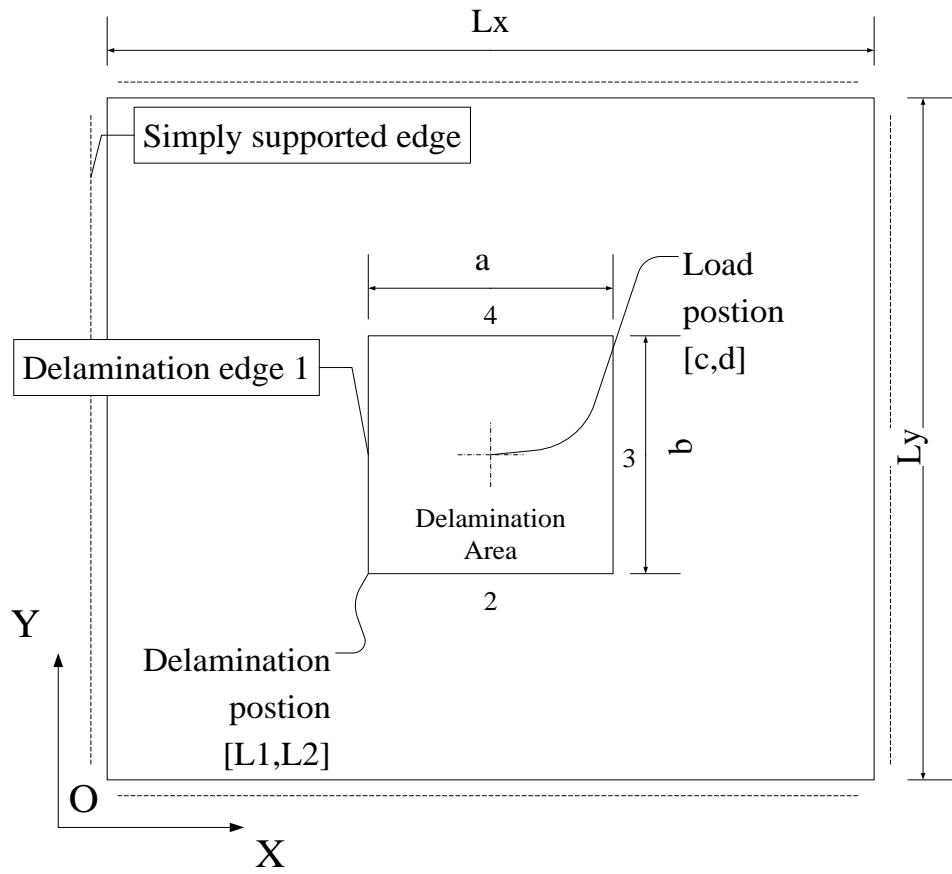 Lx
Simply supported edge
a
4
Load
postion
[c,d]
Delamination edge 1
3
b
Ly
Delamination
Area
2
Y
Delamination
postion
[L1,L2]
O
X